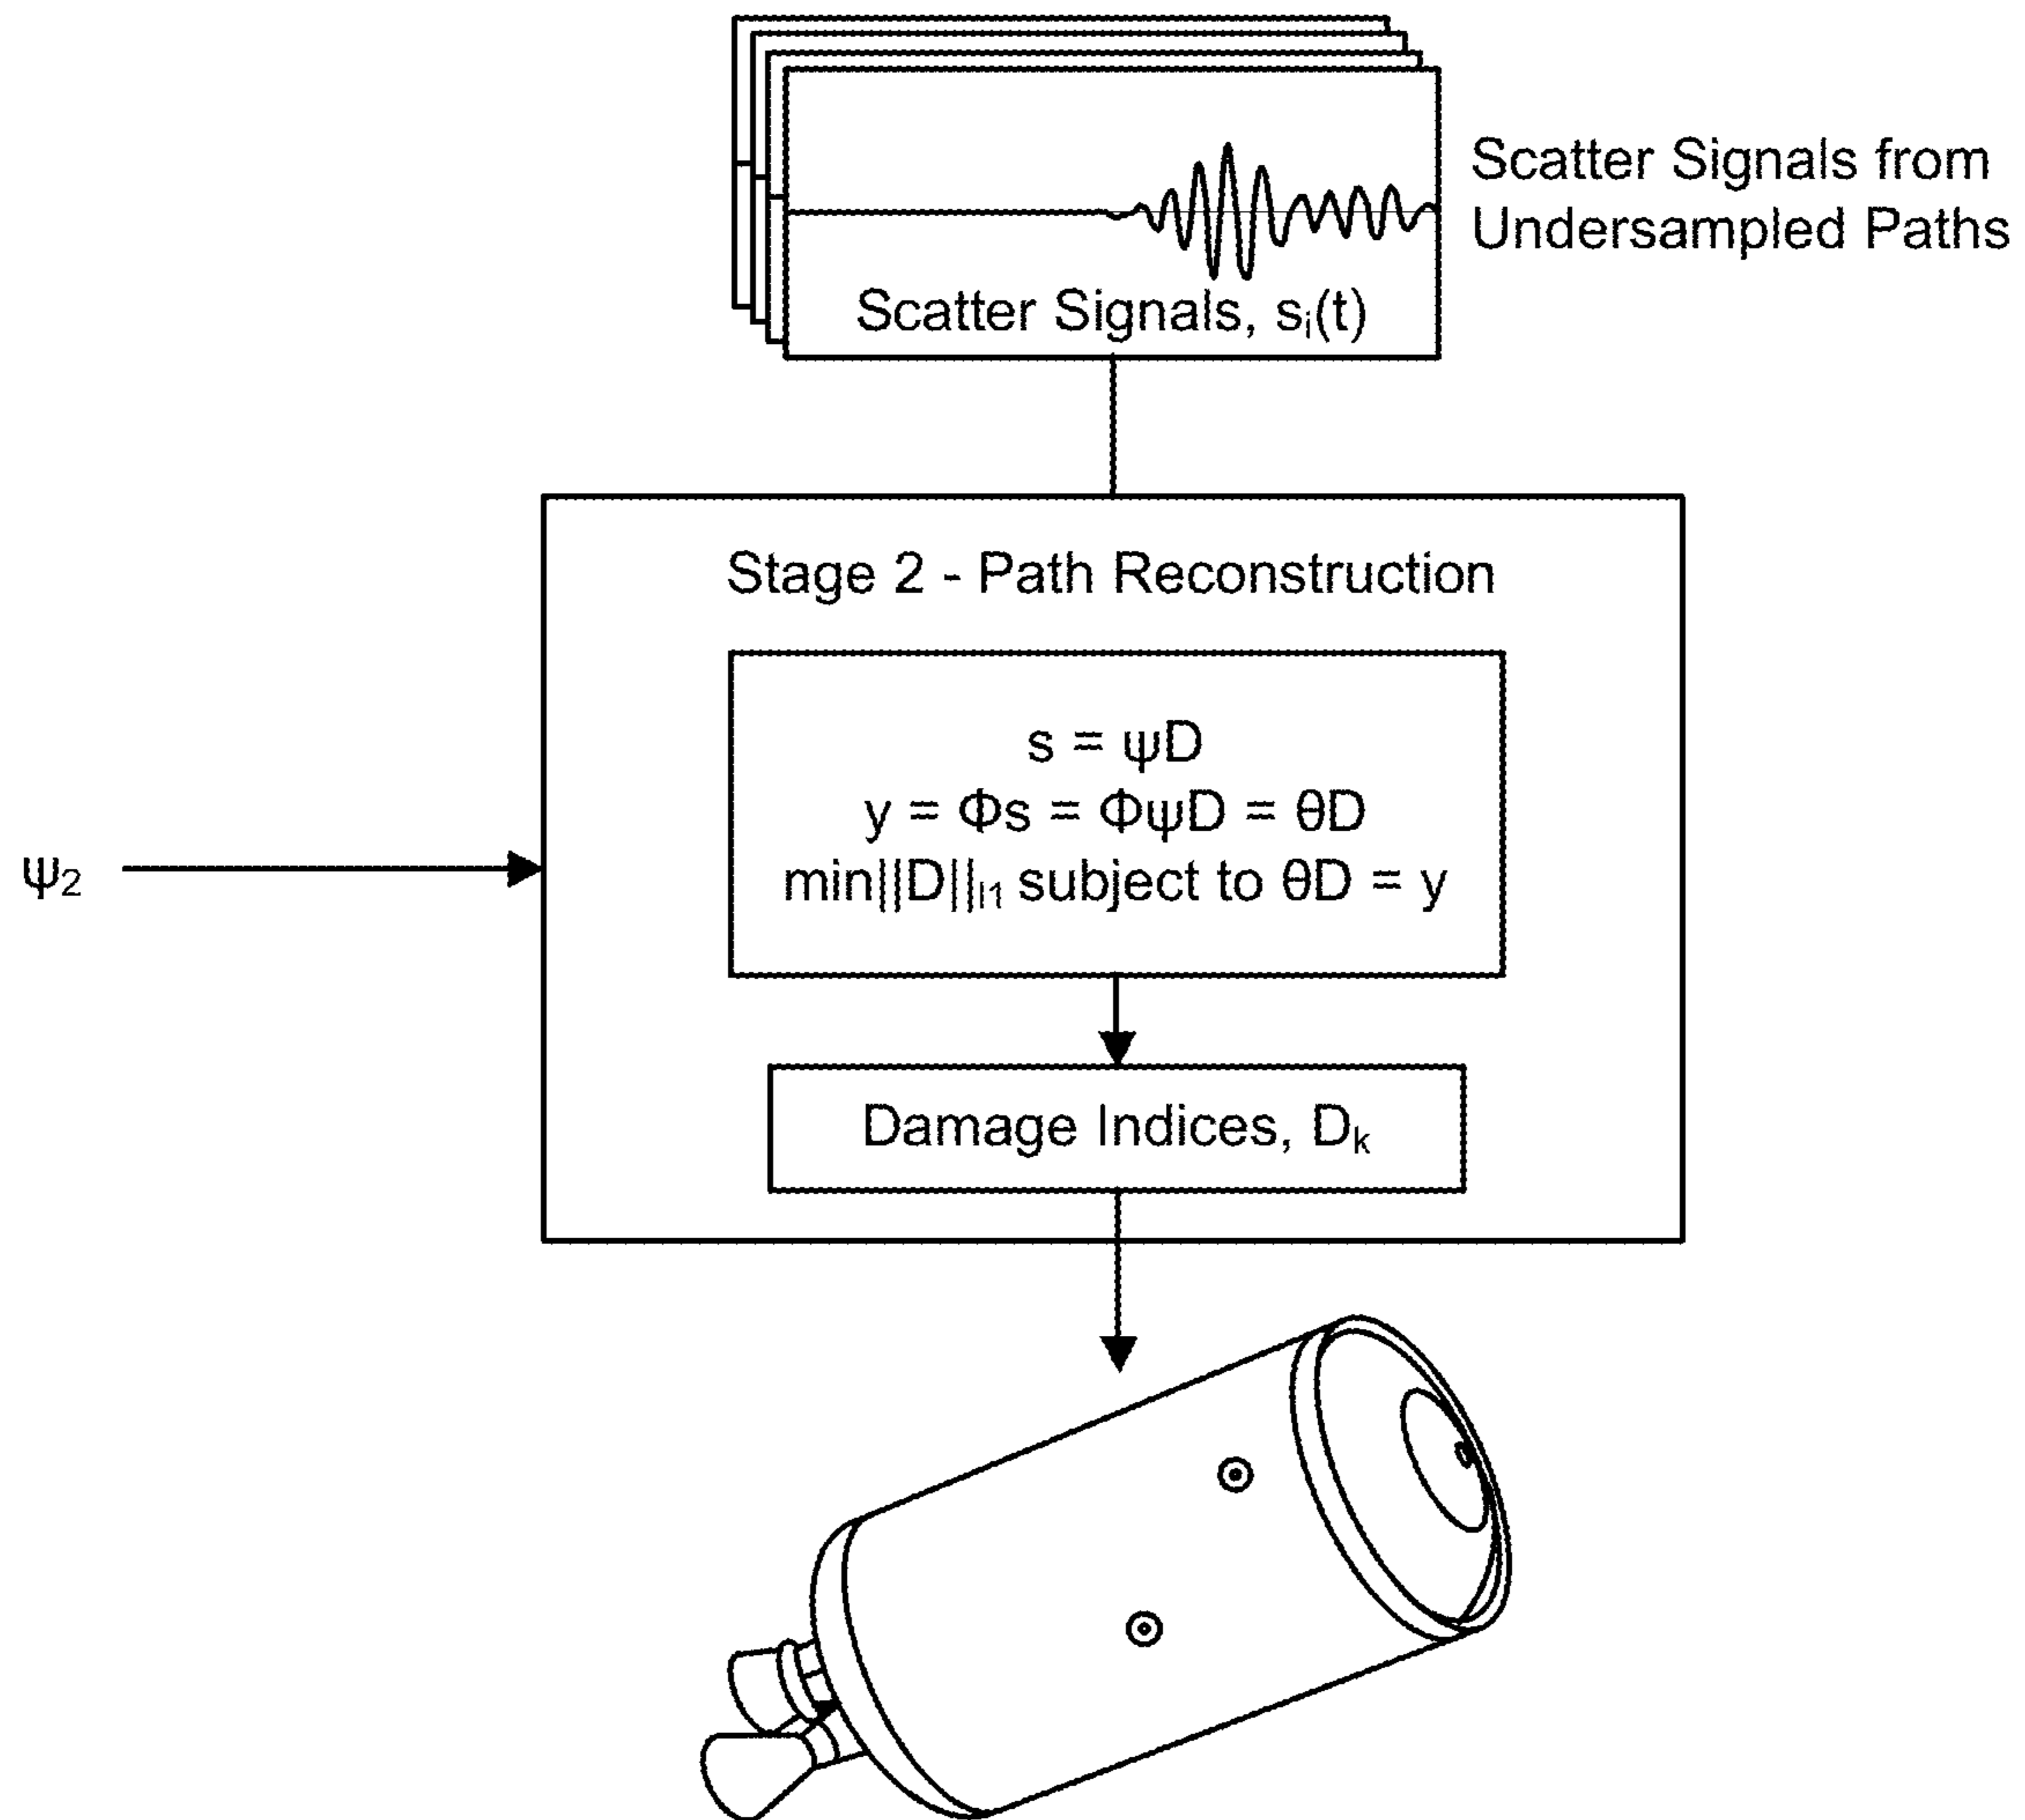 Scatter Signals from
Undersampled Paths
Scatter Signals, sᵢ(t)
Stage 2 - Path Reconstruction
s = ψD
y = Φs = ΦψD = θD
min||D||ₗ₁ subject to θD = y
ψ₂
Damage Indices, Dₖ